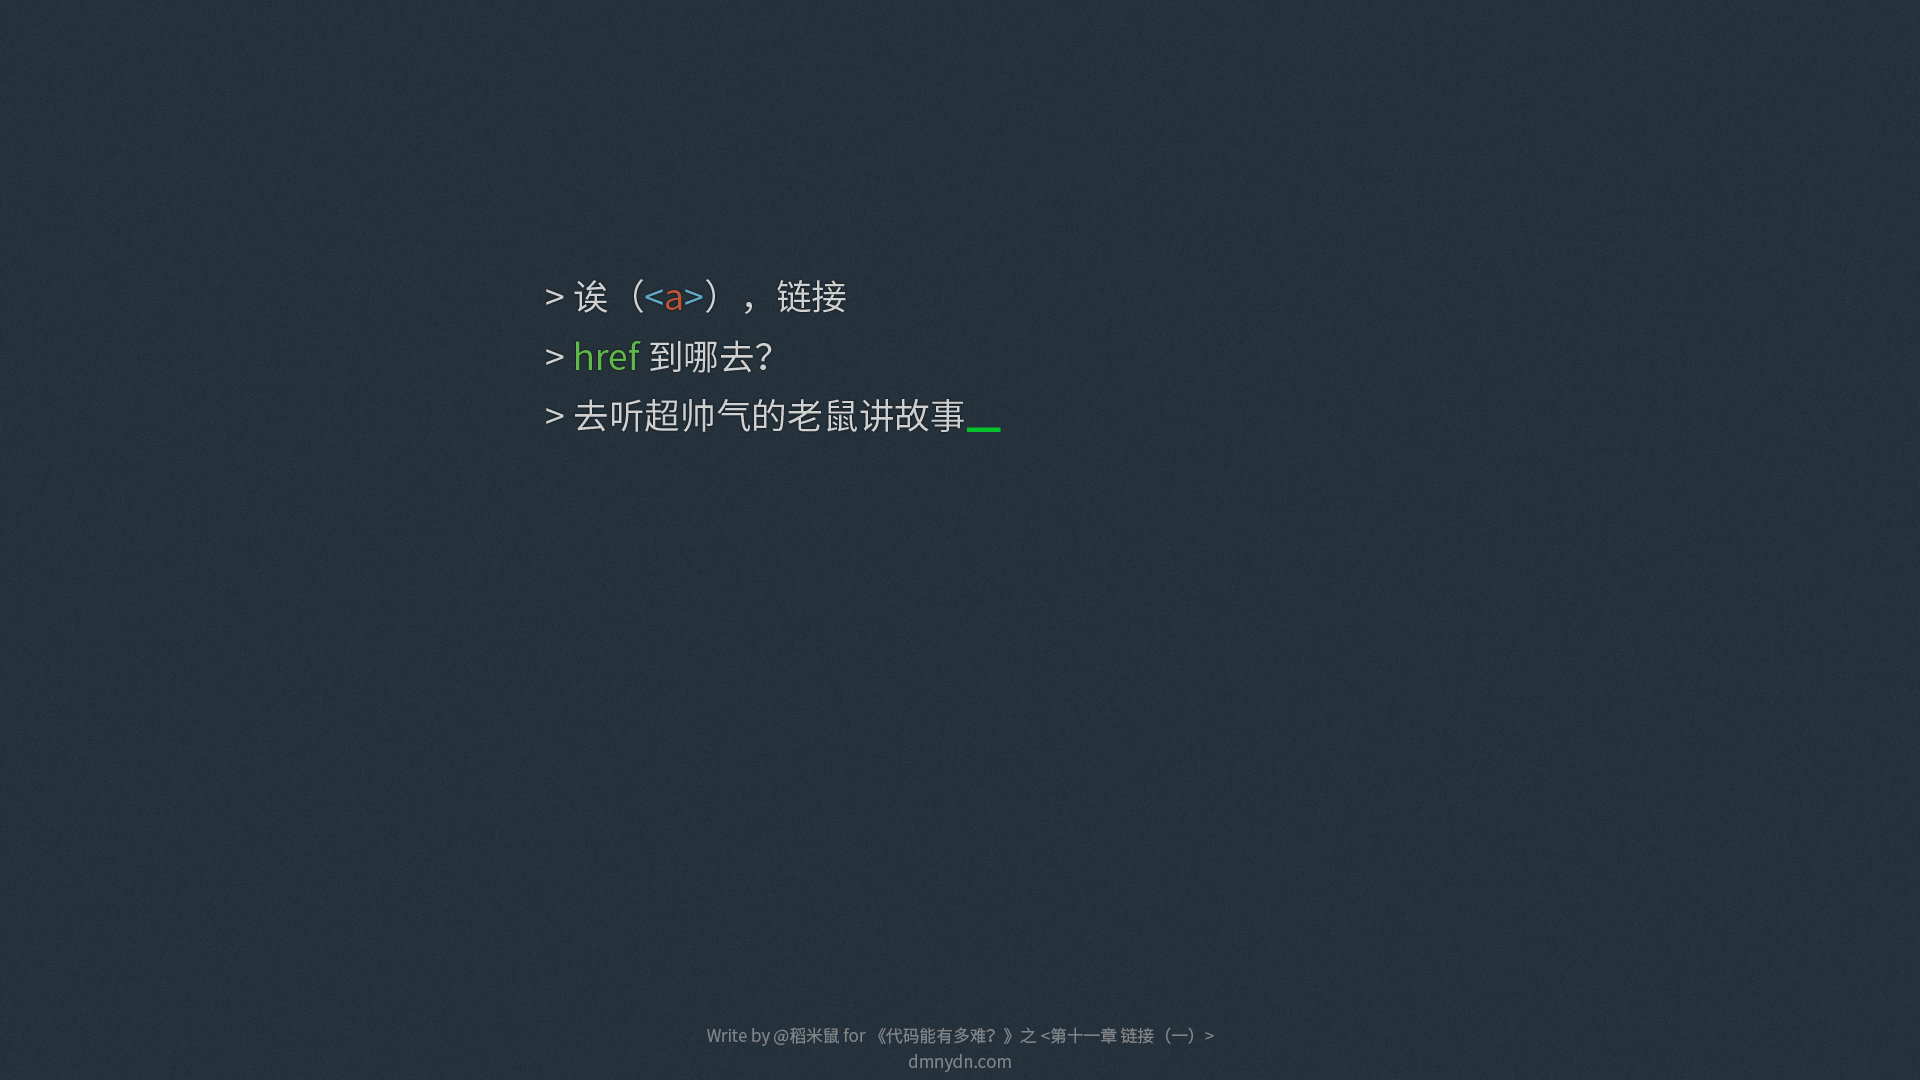 > 诶（<a>），链接
> href 到哪去？
> 去听超帅气的老鼠讲故事_
Write by @稻米鼠 for 《代码能有多难？》之 <第十一章 链接（一）>
dmnydn.com